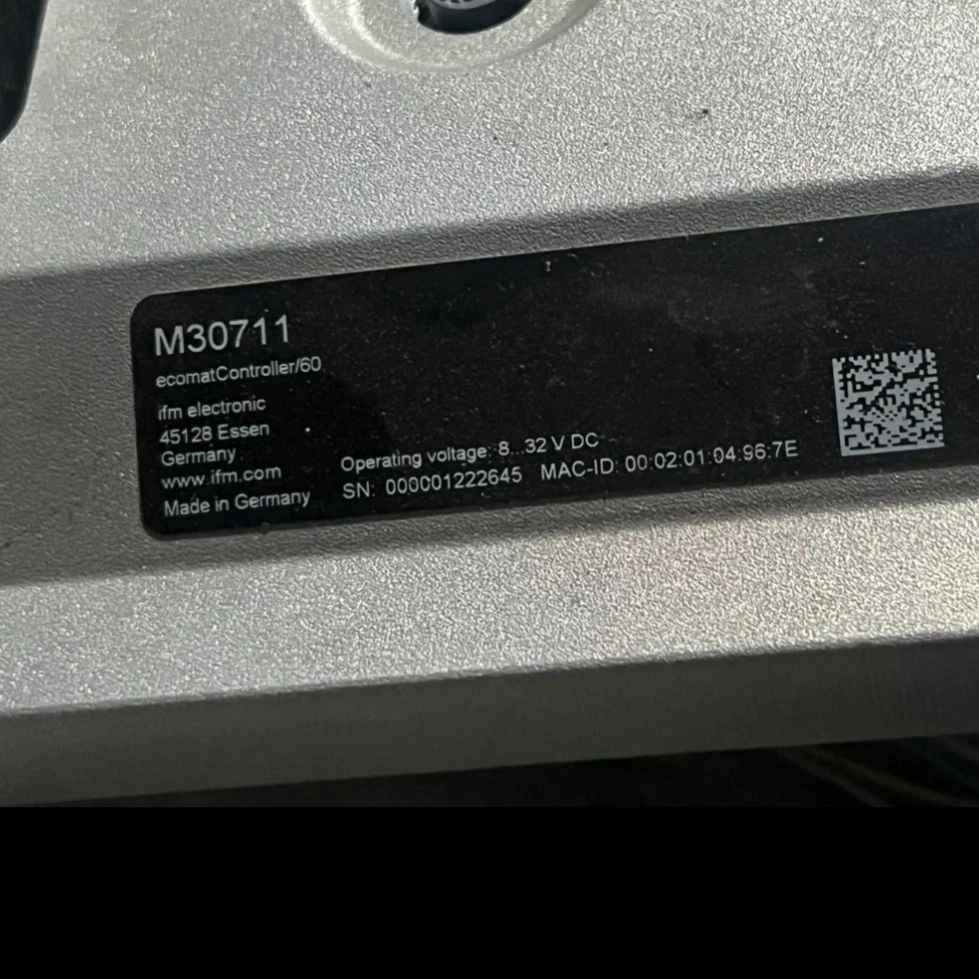 M30711
ecomatController/60
ifm electronic
45128 Essen
Germany
www.ifm.com
Made in Germany
Operating voltage: 8...32 V DC
SN: 000001222645 MAC-ID: 00:02:01:04:96:7E